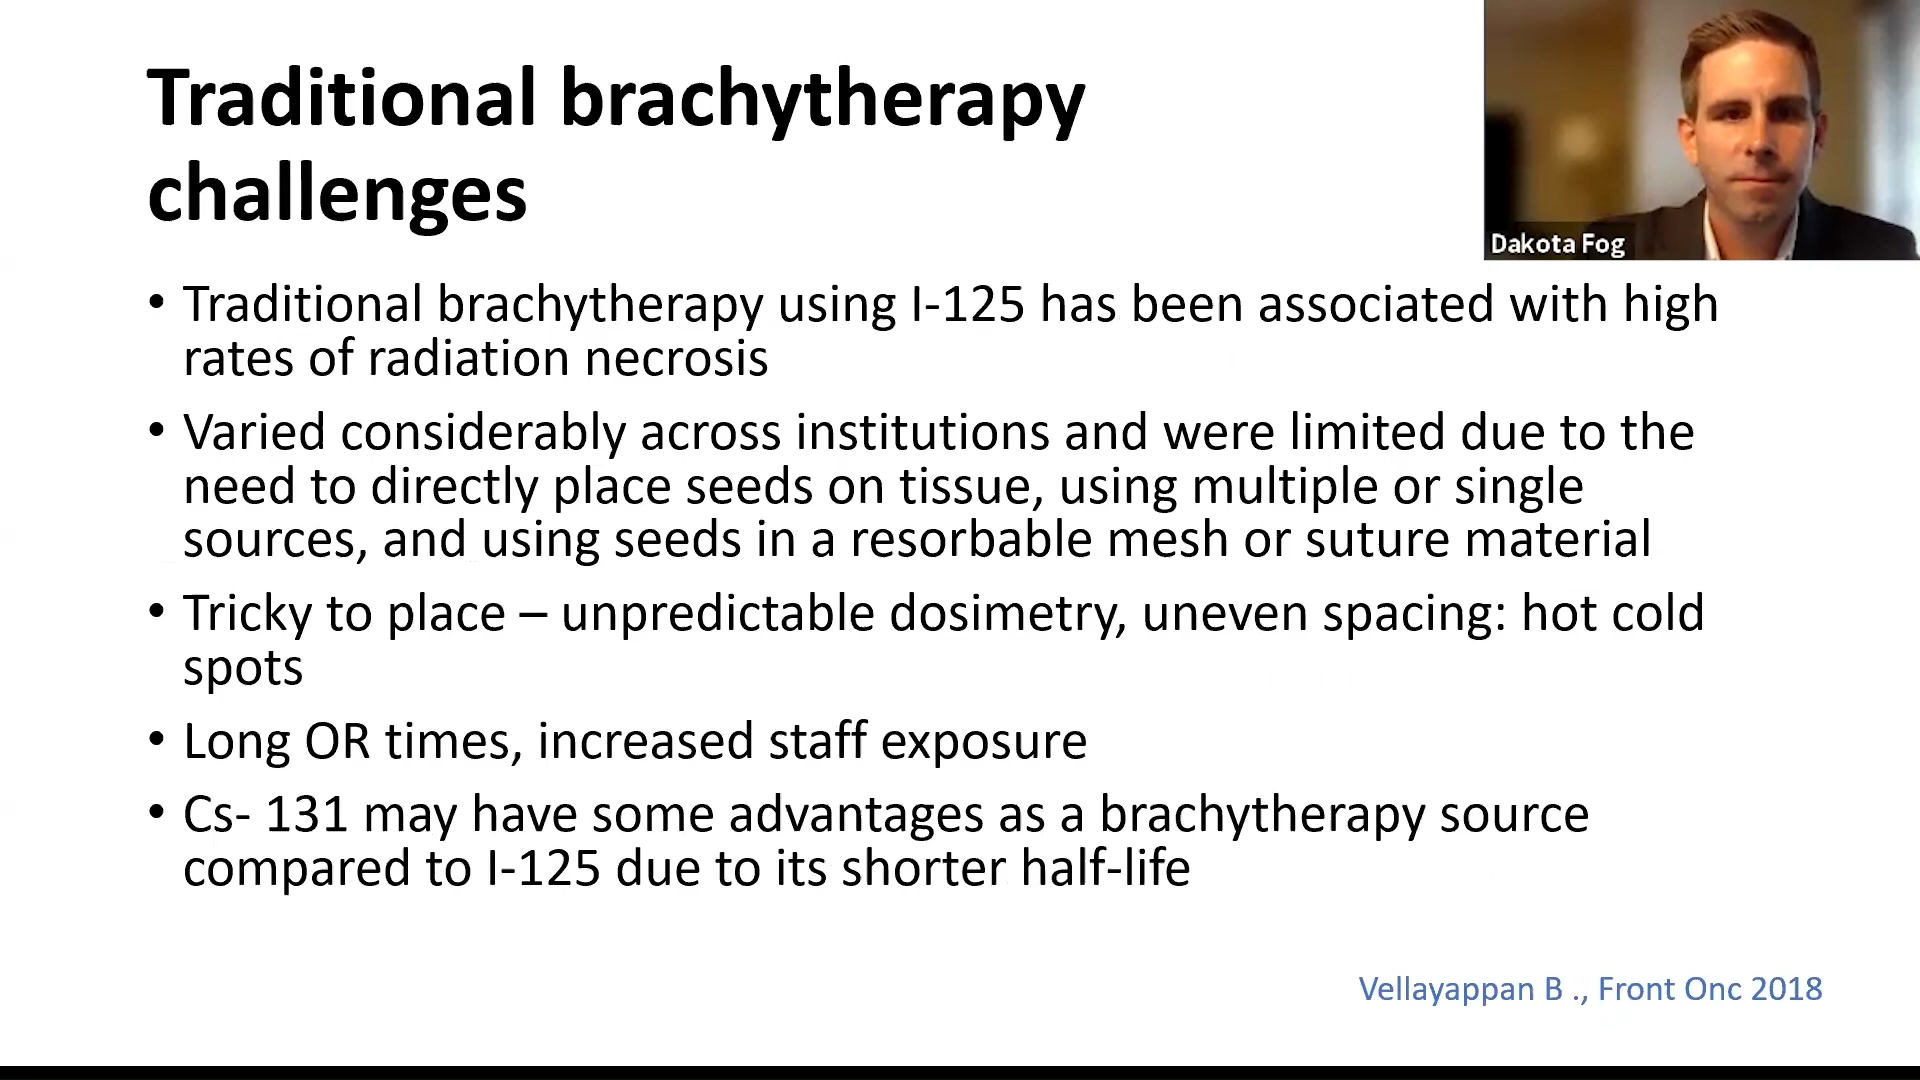 Traditional brachytherapy
challenges
Dakota Fog
• Traditional brachytherapy using I-125 has been associated with high
rates of radiation necrosis
• Varied considerably across institutions and were limited due to the
need to directly place seeds on tissue, using multiple or single
sources, and using seeds in a resorbable mesh or suture material
• Tricky to place – unpredictable dosimetry, uneven spacing: hot cold
spots
• Long OR times, increased staff exposure
• Cs- 131 may have some advantages as a brachytherapy source
compared to I-125 due to its shorter half-life
Vellayappan B ., Front Onc 2018